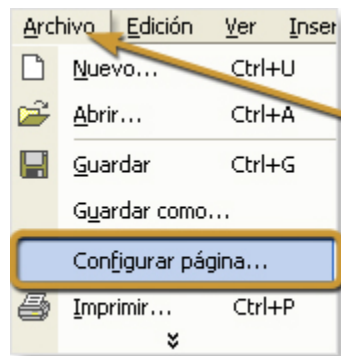 Archivo Edición Ver Inser
Nuevo... Ctrl+U
Abrir... Ctrl+A
Guardar Ctrl+G
Guardar como...
Configurar página...
Imprimir... Ctrl+P